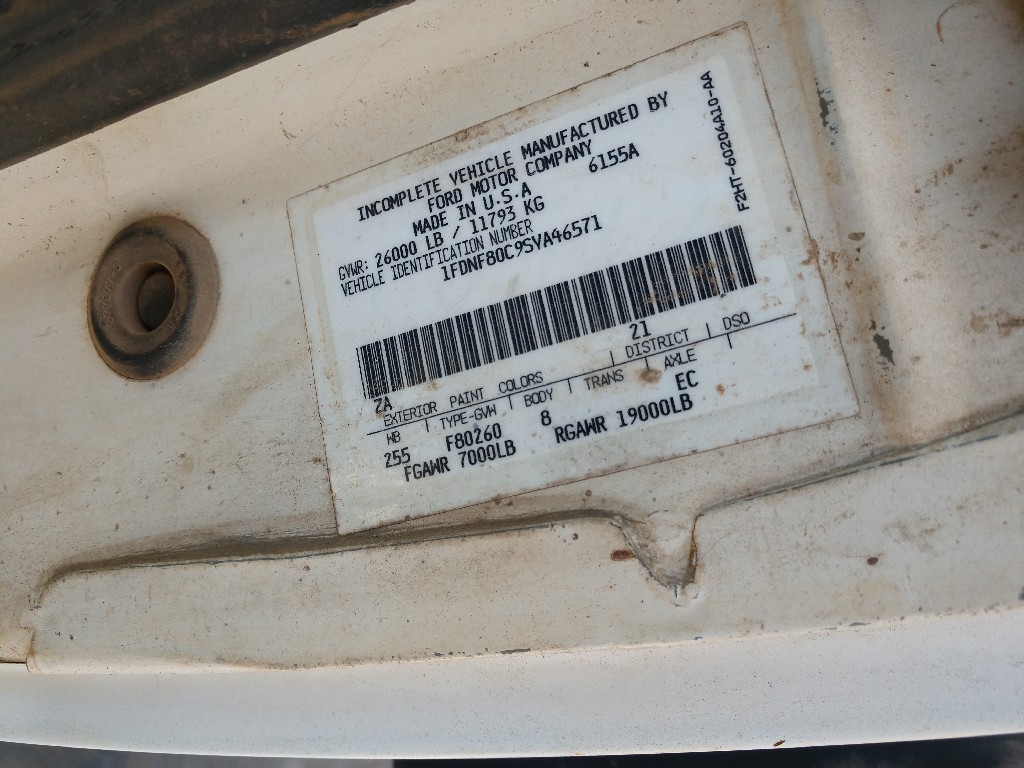 INCOMPLETE VEHICLE MANUFACTURED BY
FORD MOTOR COMPANY
MADE IN U.S.A 6155A
GVWR: 26000 LB / 11793 KG
VEHICLE IDENTIFICATION NUMBER
1FDNF80C9SVA46571
F2HT-60204A10-AA
ZA 21
EXTERIOR PAINT COLORS DISTRICT DSO
WB TYPE-GVW BODY TRANS AXLE
255 F80260 8 EC
FGAWR 7000LB RGAWR 19000LB